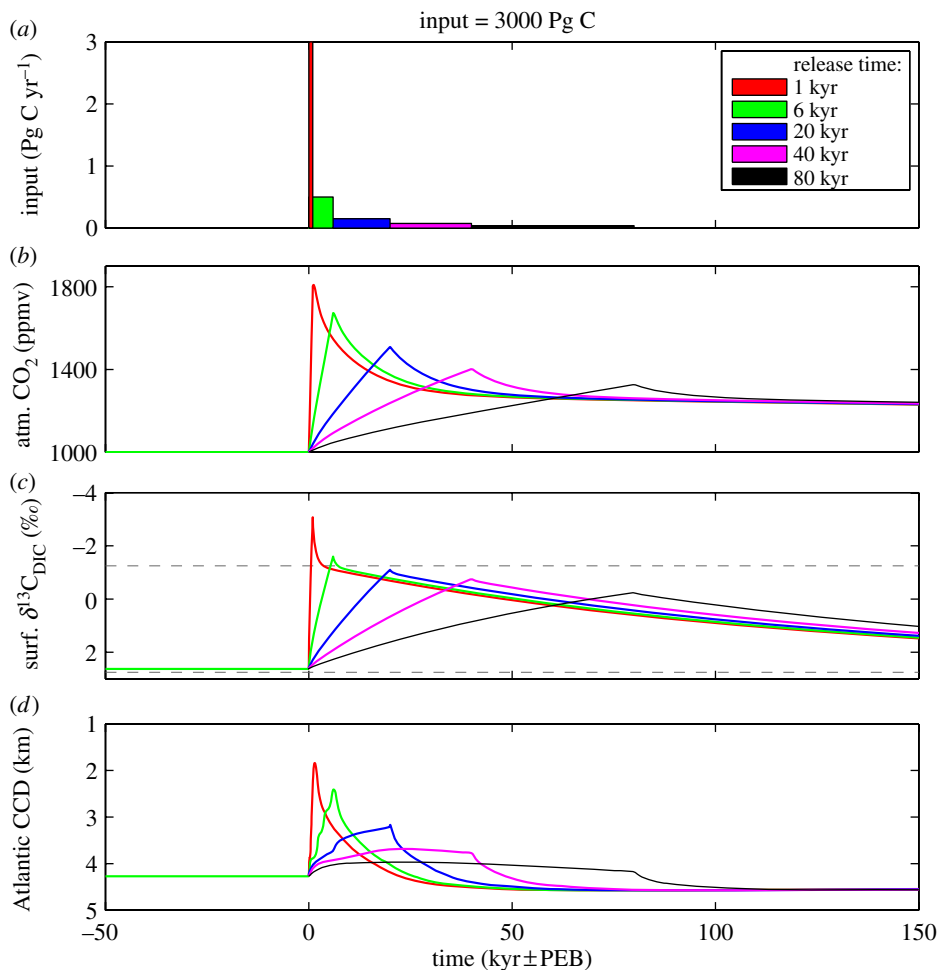 input = 3000 Pg C
(a)
input (Pg C yr⁻¹)
3
2
1
0
release time:
1 kyr
6 kyr
20 kyr
40 kyr
80 kyr
(b)
atm. CO₂ (ppmv)
1800
1400
1000
(c)
surf. δ¹³C_DIC (‰)
−4
−2
0
2
(d)
Atlantic CCD (km)
1
2
3
4
5
−50 0 50 100 150
time (kyr±PEB)